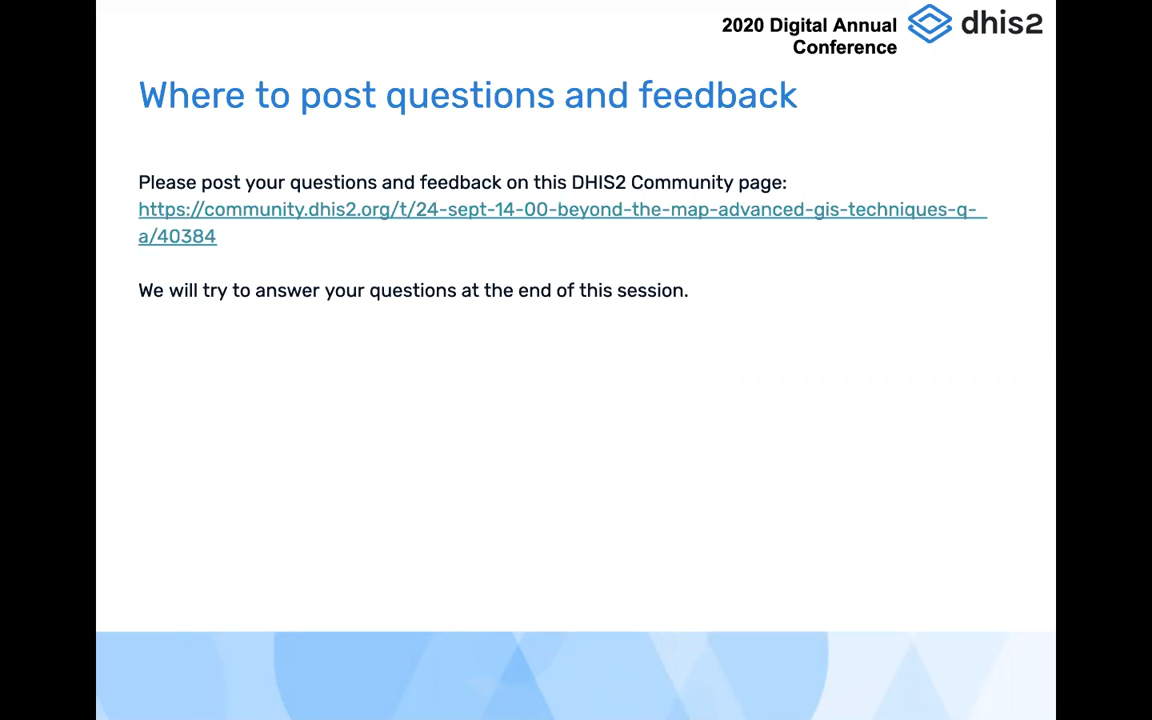 2020 Digital Annual
Conference
dhis2
Where to post questions and feedback
Please post your questions and feedback on this DHIS2 Community page:
https://community.dhis2.org/t/24-sept-14-00-beyond-the-map-advanced-gis-techniques-q-
a/40384
We will try to answer your questions at the end of this session.